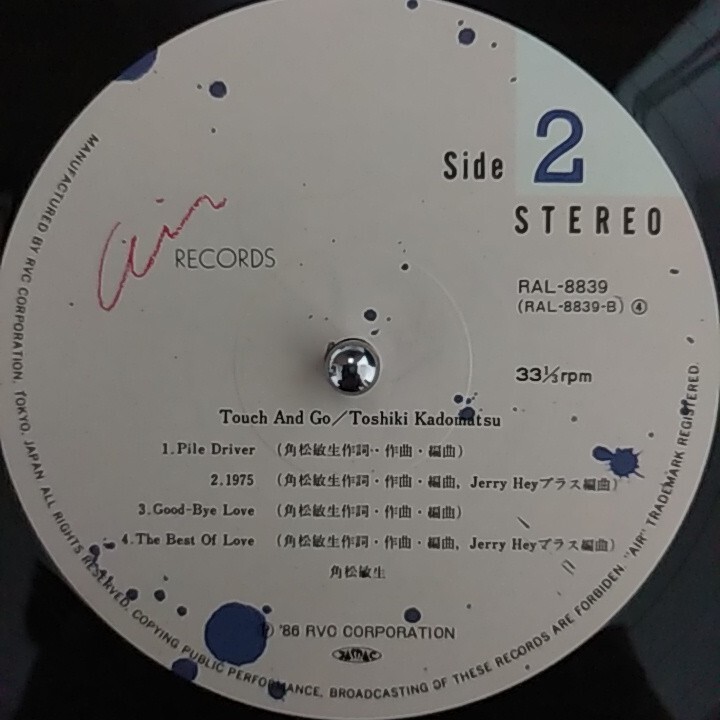 Side 2
STEREO
air RECORDS
RAL-8839
(RAL-8839-B) ④
33⅓rpm
Touch And Go／Toshiki Kadomatsu
1.Pile Driver （角松敏生作詞・作曲・編曲）
2.1975 （角松敏生作詞・作曲・編曲, Jerry Heyブラス編曲）
3.Good-Bye Love （角松敏生作詞・作曲・編曲）
4.The Best Of Love （角松敏生作詞・作曲・編曲, Jerry Heyブラス編曲）
角松敏生
Ⓟ '86 RVC CORPORATION
JASRAC
MANUFACTURED BY RVC CORPORATION, TOKYO, JAPAN. ALL RIGHTS RESERVED. COPYING PUBLIC PERFORMANCE, BROADCASTING OF THESE RECORDS ARE FORBIDDEN. "AIR" TRADEMARK REGISTERED.